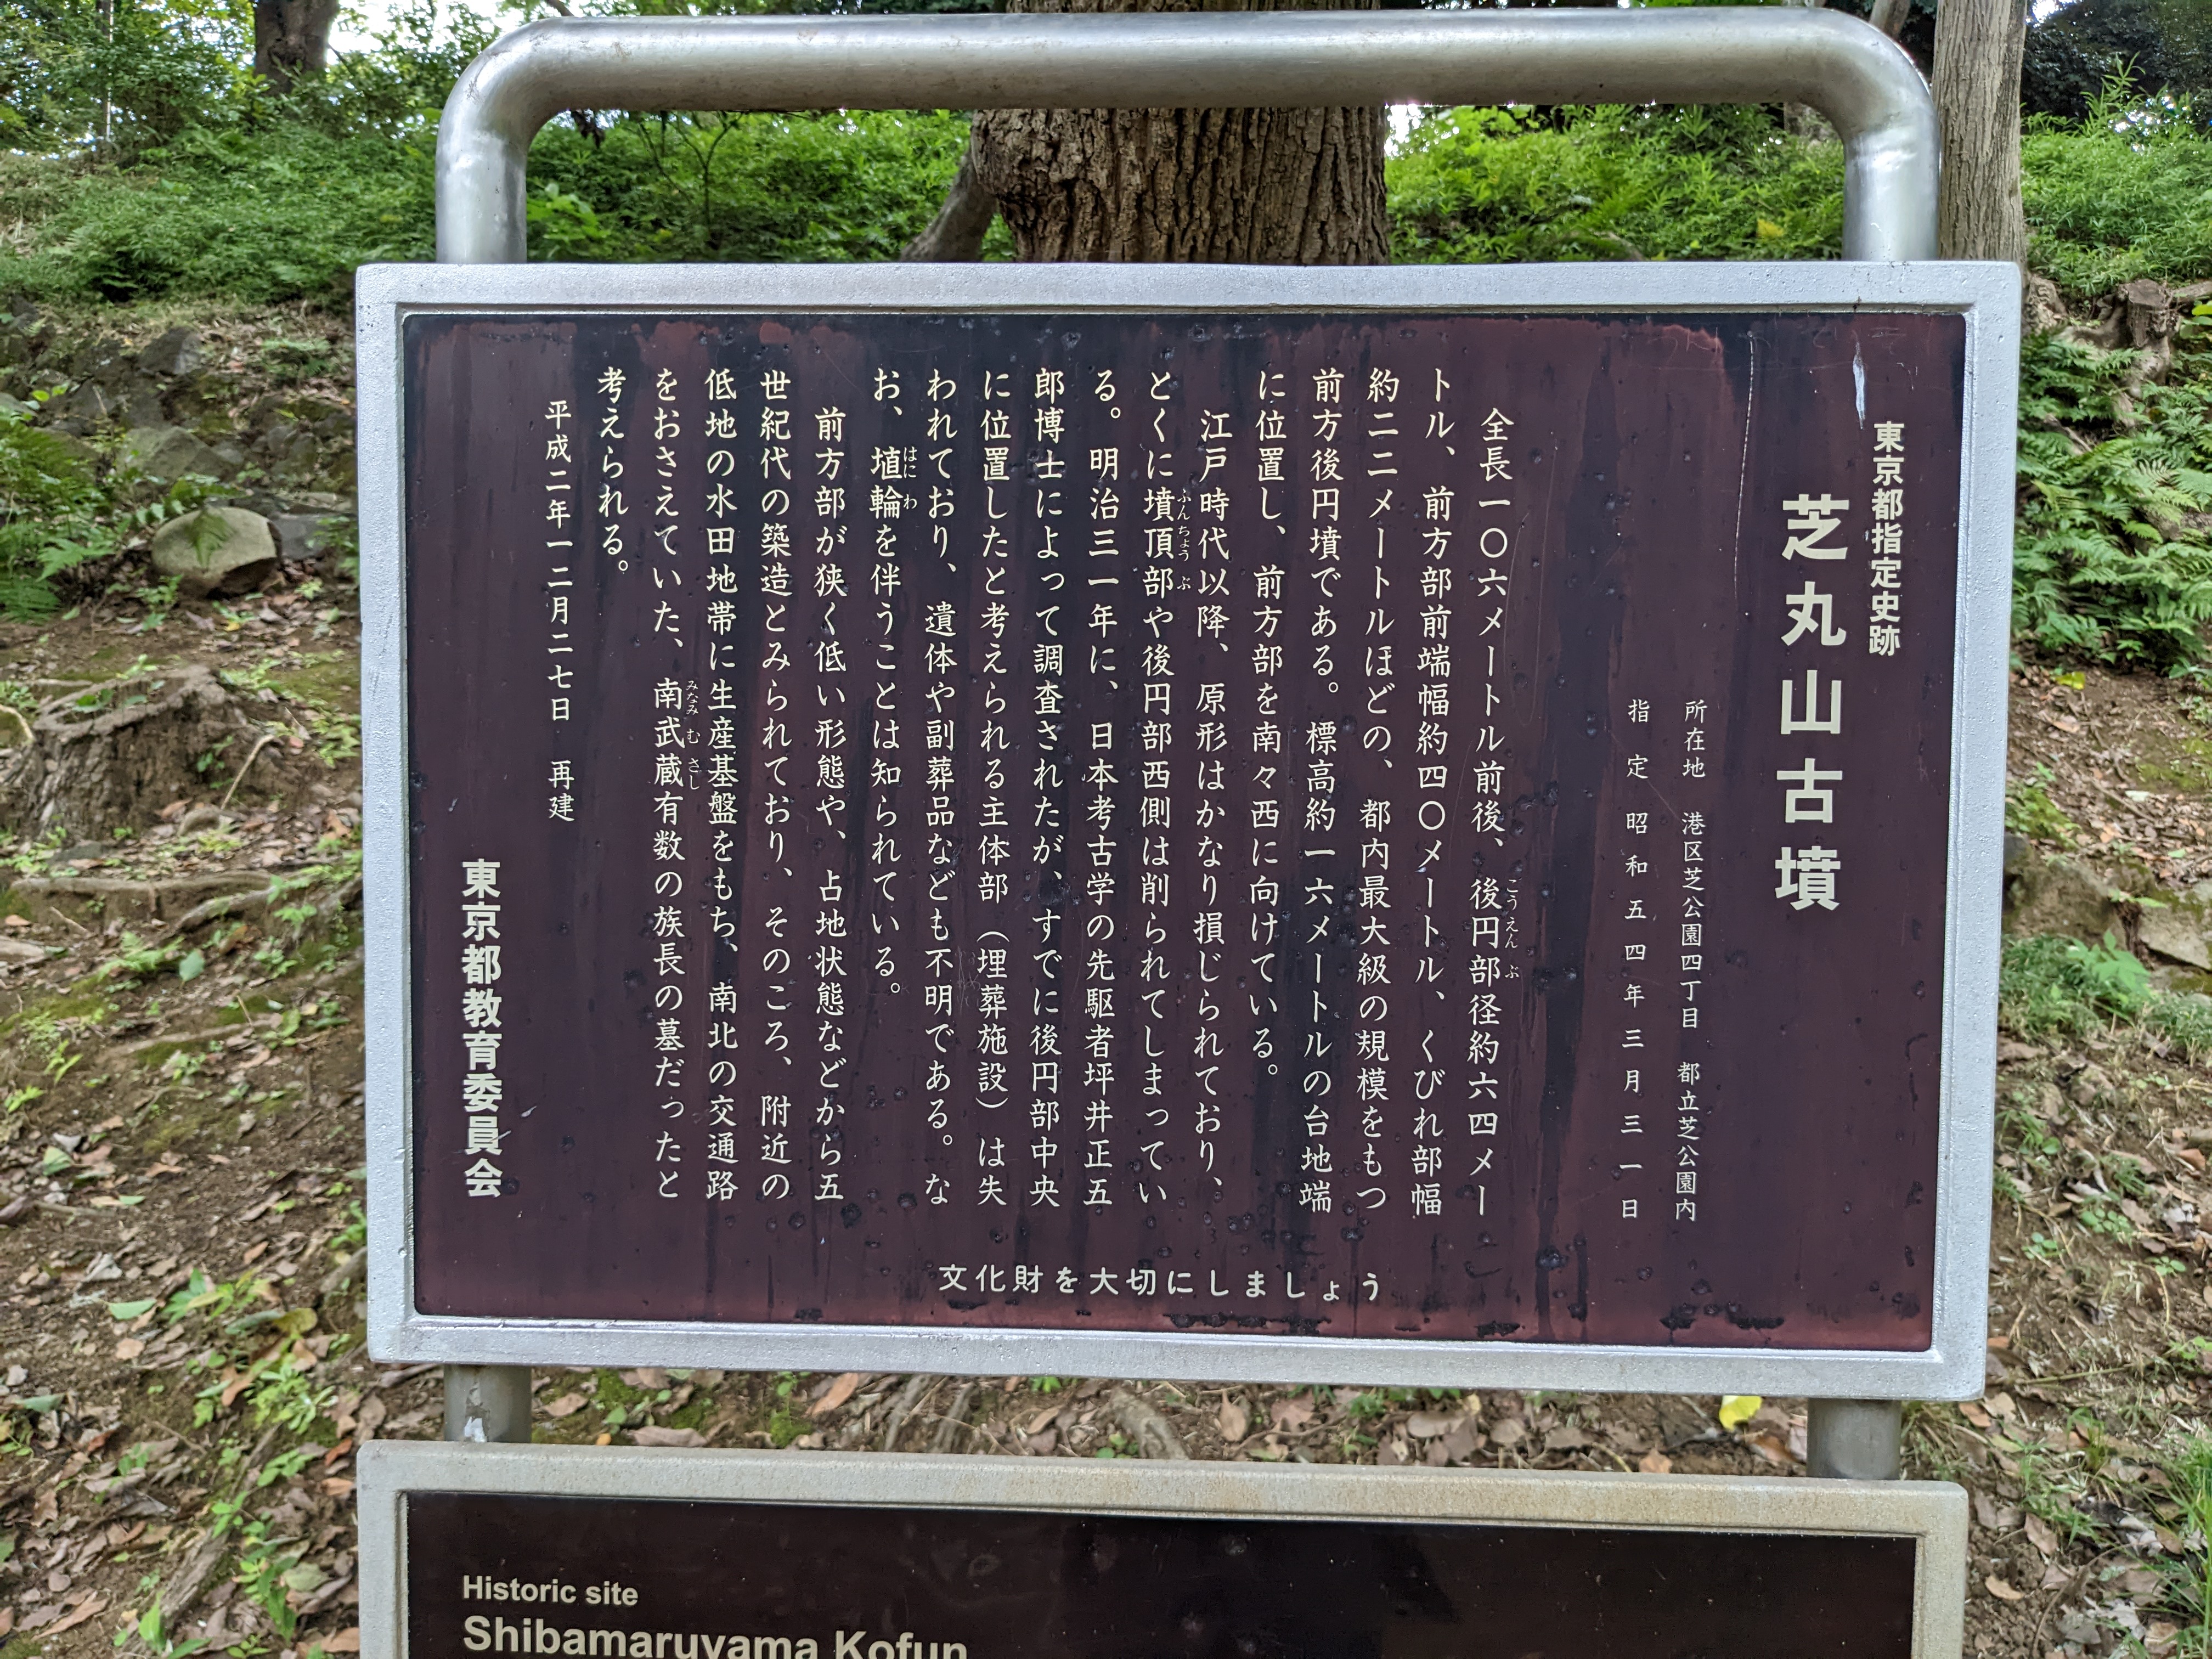 東京都指定史跡
芝丸山古墳
所在地 港区芝公園四丁目 都立芝公園内
指定 昭和五四年三月三一日
全長一〇六メートル前後、後円部径約六四メー
こうえんぶ
トル、前方部前端幅約四〇メートル、くびれ部幅
約二二メートルほどの、都内最大級の規模をもつ
前方後円墳である。標高約一六メートルの台地端
に位置し、前方部を南々西に向けている。
江戸時代以降、原形はかなり損じられており、
とくに墳頂部や後円部西側は削られてしまってい
ふんちょうぶ
る。明治三一年に、日本考古学の先駆者坪井正五
郎博士によって調査されたが、すでに後円部中央
に位置したと考えられる主体部（埋葬施設）は失
われており、遺体や副葬品なども不明である。な
お、埴輪を伴うことは知られている。
はにわ
前方部が狭く低い形態や、占地状態などから五
世紀代の築造とみられており、そのころ、附近の
低地の水田地帯に生産基盤をもち、南北の交通路
をおさえていた、南武蔵有数の族長の墓だったと
みなみむさし
考えられる。
平成二年一二月二七日 再建
東京都教育委員会
文化財を大切にしましょう
Historic site
Shibamaruyama Kofun